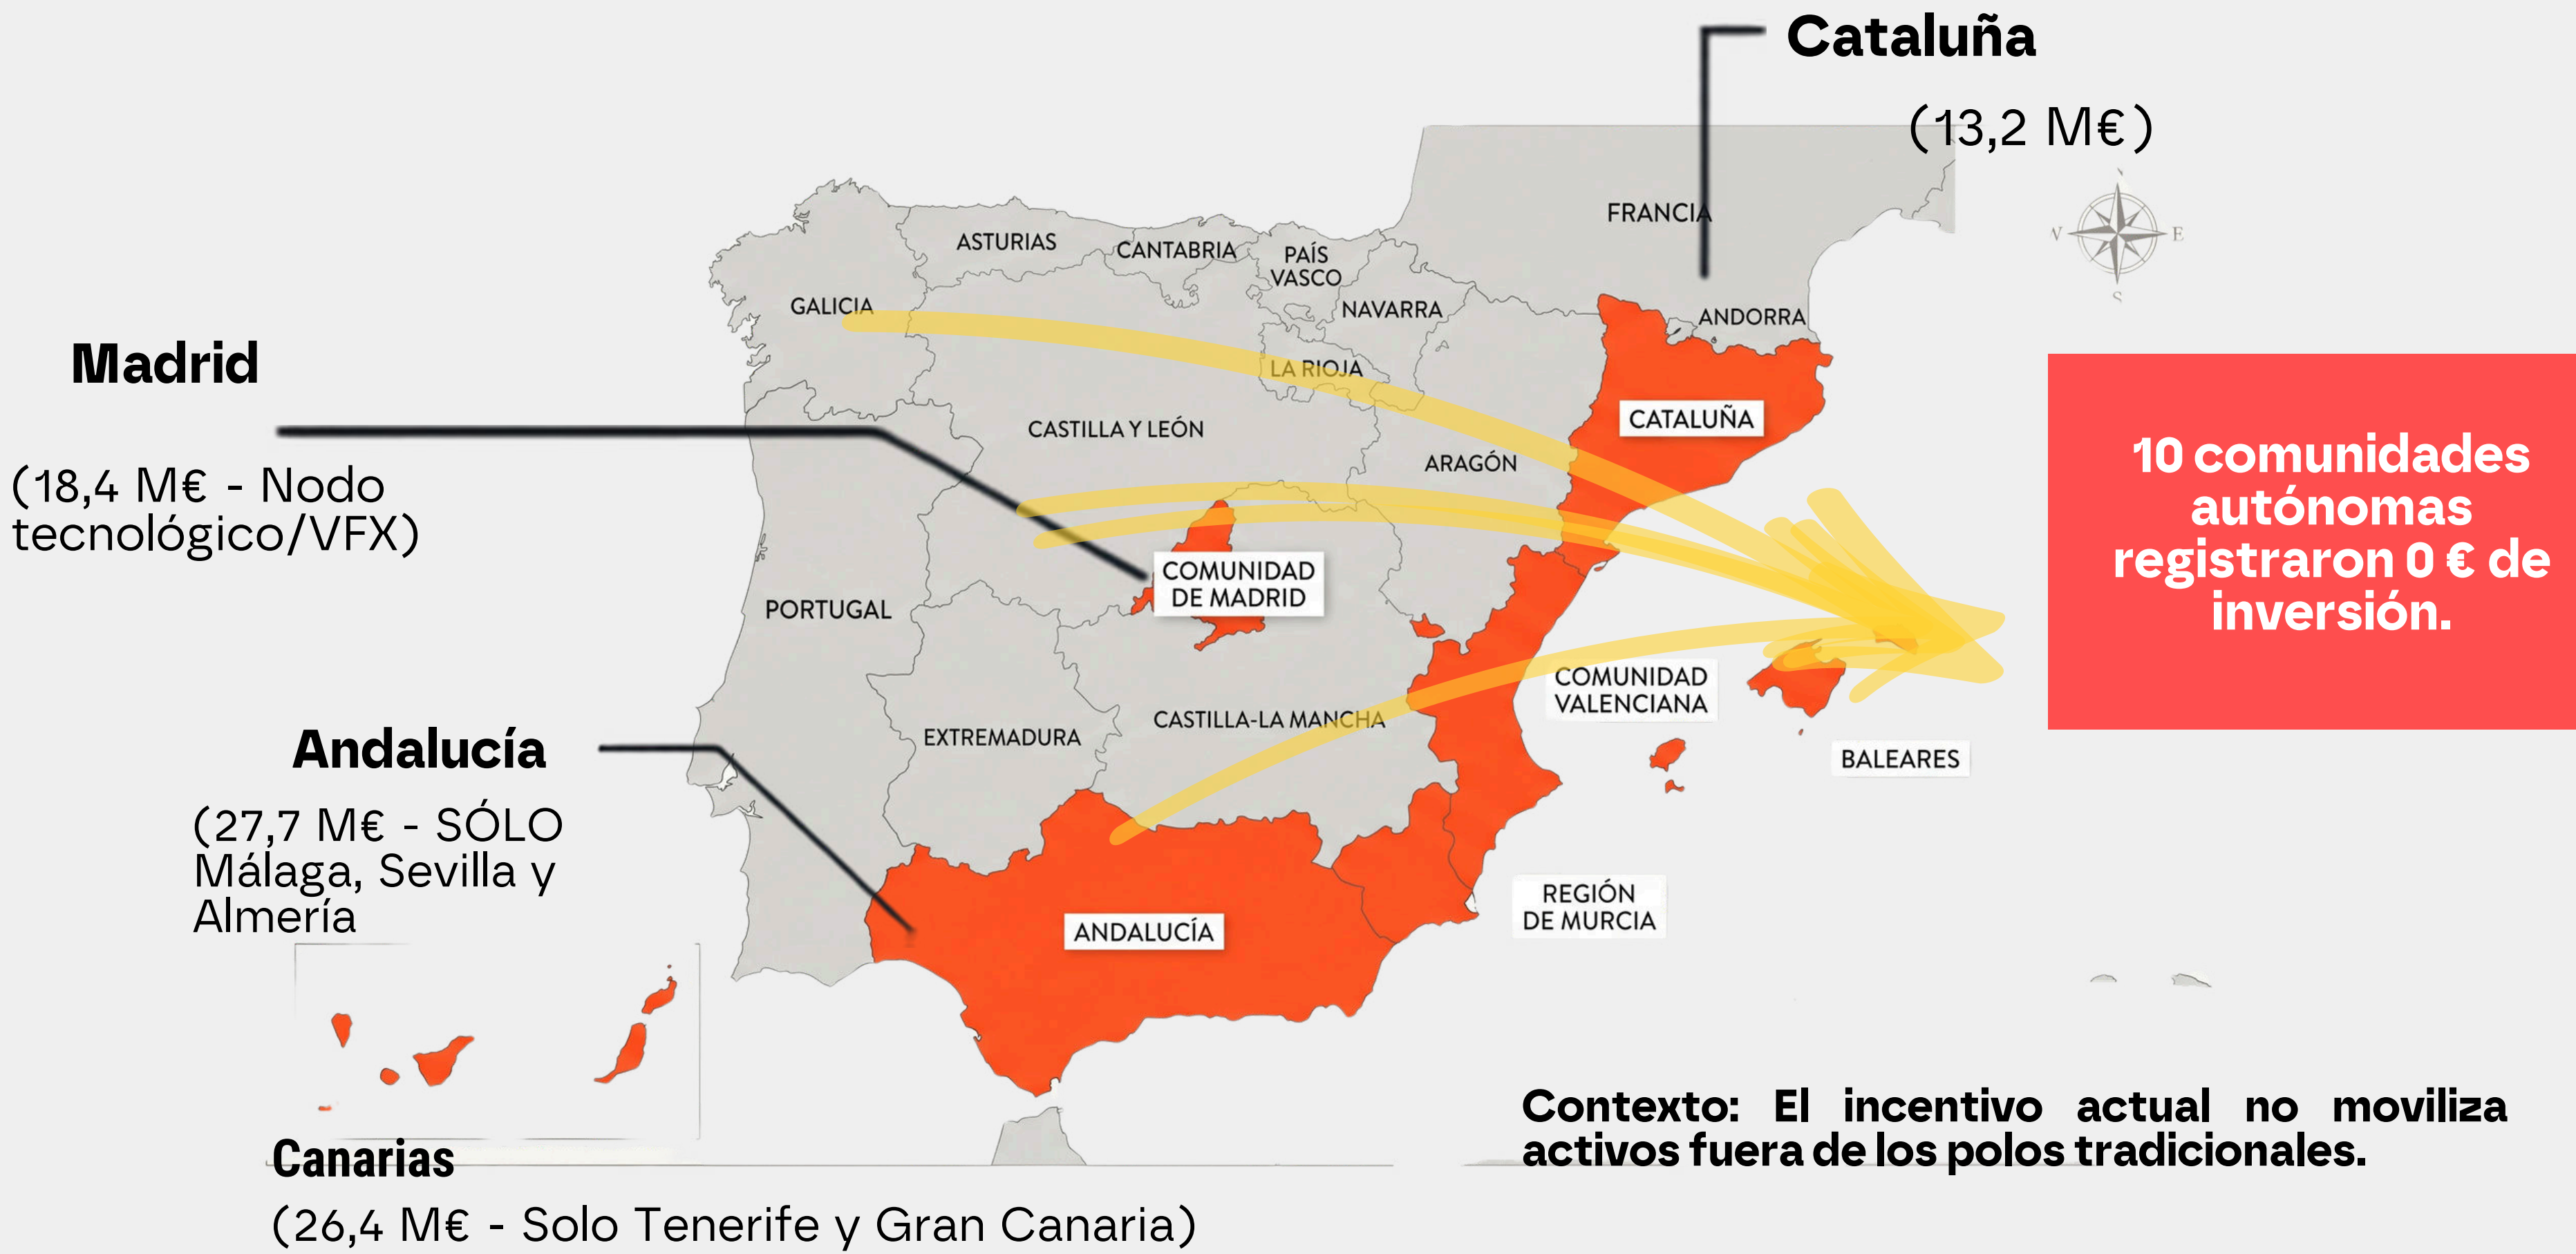 Cataluña
(13,2 M€)
FRANCIA
N
V
E
S
ASTURIAS
CANTABRIA
PAÍS
VASCO
GALICIA
NAVARRA
ANDORRA
LA RIOJA
Madrid
(18,4 M€ - Nodo
tecnológico/VFX)
CASTILLA Y LEÓN
CATALUÑA
ARAGÓN
10 comunidades
autónomas
registraron 0 € de
inversión.
COMUNIDAD
DE MADRID
PORTUGAL
COMUNIDAD
VALENCIANA
CASTILLA-LA MANCHA
EXTREMADURA
BALEARES
Andalucía
(27,7 M€ - SÓLO
Málaga, Sevilla y
Almería
REGIÓN
DE MURCIA
ANDALUCÍA
Contexto: El incentivo actual no moviliza
activos fuera de los polos tradicionales.
Canarias
(26,4 M€ - Solo Tenerife y Gran Canaria)